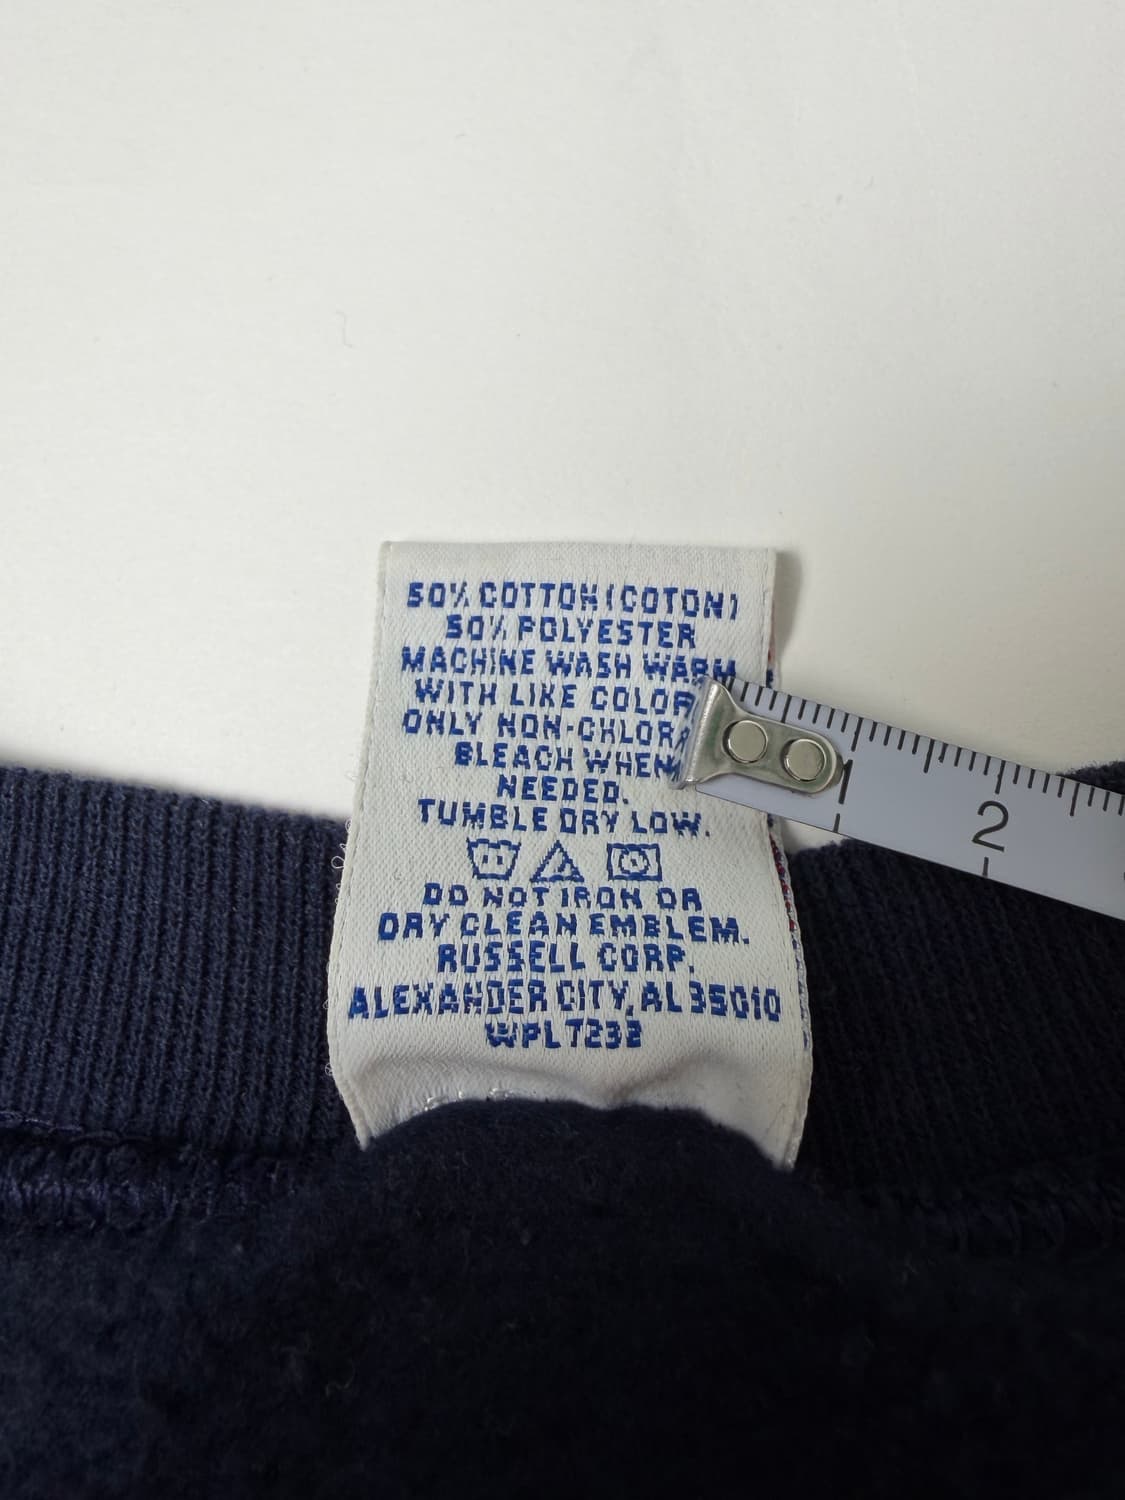 50% COTTON (COTON)
50% POLYESTER
MACHINE WASH WARM
WITH LIKE COLOR
ONLY NON-CHLOR
BLEACH WHEN
NEEDED.
TUMBLE DRY LOW.
DO NOT IRON OR
DRY CLEAN EMBLEM.
RUSSELL CORP.
ALEXANDER CITY, AL 35010
WPL 7232
1
2